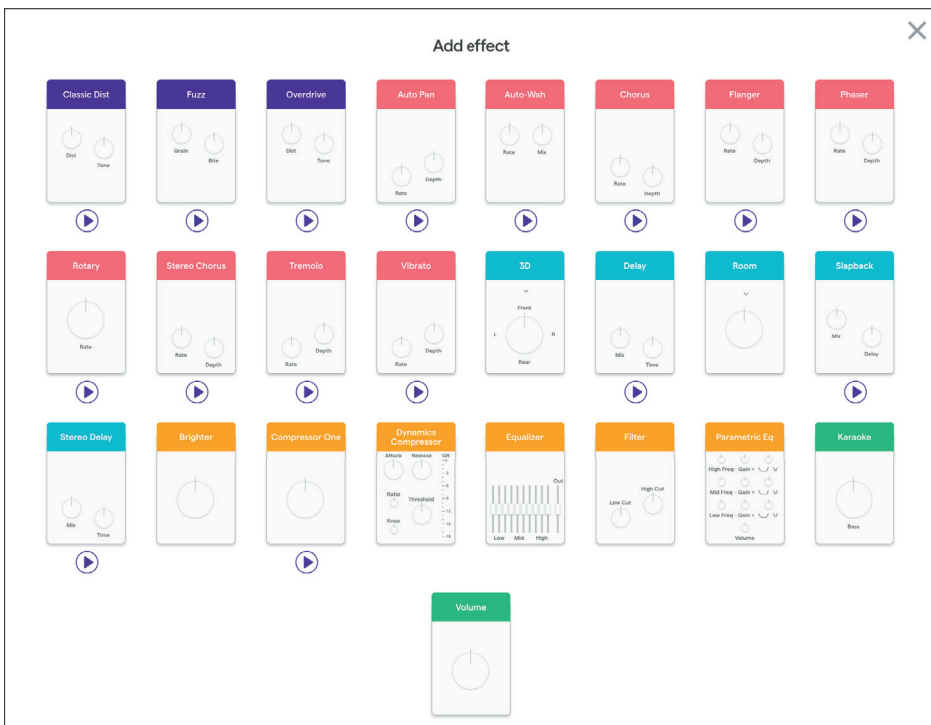 Add effect
Classic Dist
Fuzz
Overdrive
Auto Pan
Auto-Wah
Chorus
Flanger
Phaser
Dist
Tone
Grain
Bite
Dist
Tone
Rate
Depth
Rate
Mix
Rate
Depth
Rate
Depth
Rate
Depth
Rotary
Stereo Chorus
Tremolo
Vibrato
3D
Delay
Room
Slapback
Rate
Rate
Depth
Rate
Depth
Rate
Depth
Front
L
R
Rear
Mix
Time
Mix
Delay
Stereo Delay
Brighter
Compressor One
Dynamics
Compressor
Equalizer
Filter
Parametric Eq
Karaoke
Mix
Time
Attack
Release
GR
Ratio
Threshold
Knee
Out
Low
Mid
High
Low Cut
High Cut
High Freq - Gain +
Mid Freq - Gain +
Low Freq - Gain +
Volume
Bass
Volume